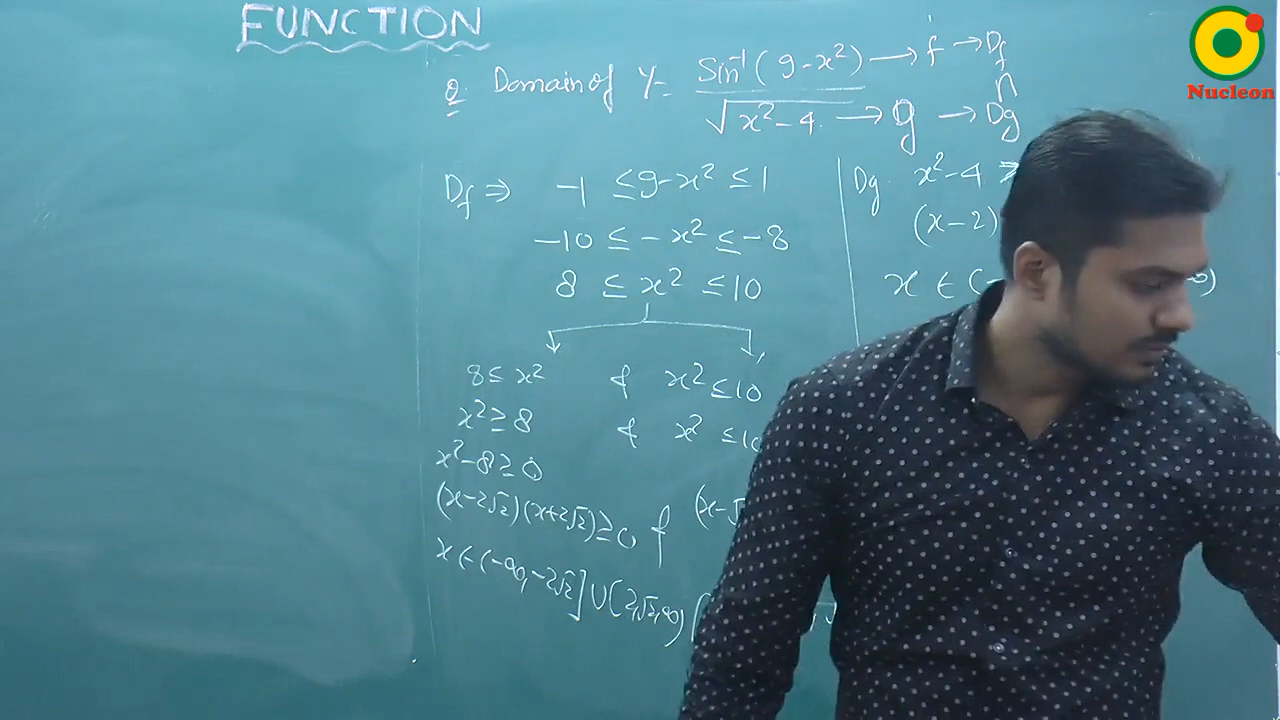 FUNCTION
Nucleon
Q. Domain of y = Sin⁻¹(9-x²) → f → Df
∩
√x²-4 → g → Dg
Df ⇒ -1 ≤ 9-x² ≤ 1
-10 ≤ -x² ≤ -8
8 ≤ x² ≤ 10
8 ≤ x² & x² ≤ 10
x² ≥ 8 & x² ≤ 10
x²-8 ≥ 0
(x-2√2)(x+2√2) ≥ 0 & (x-√
x ∈ (-∞, -2√2] ∪ [2√2, ∞)
Dg x²-4 >
(x-2)
x ∈ (-